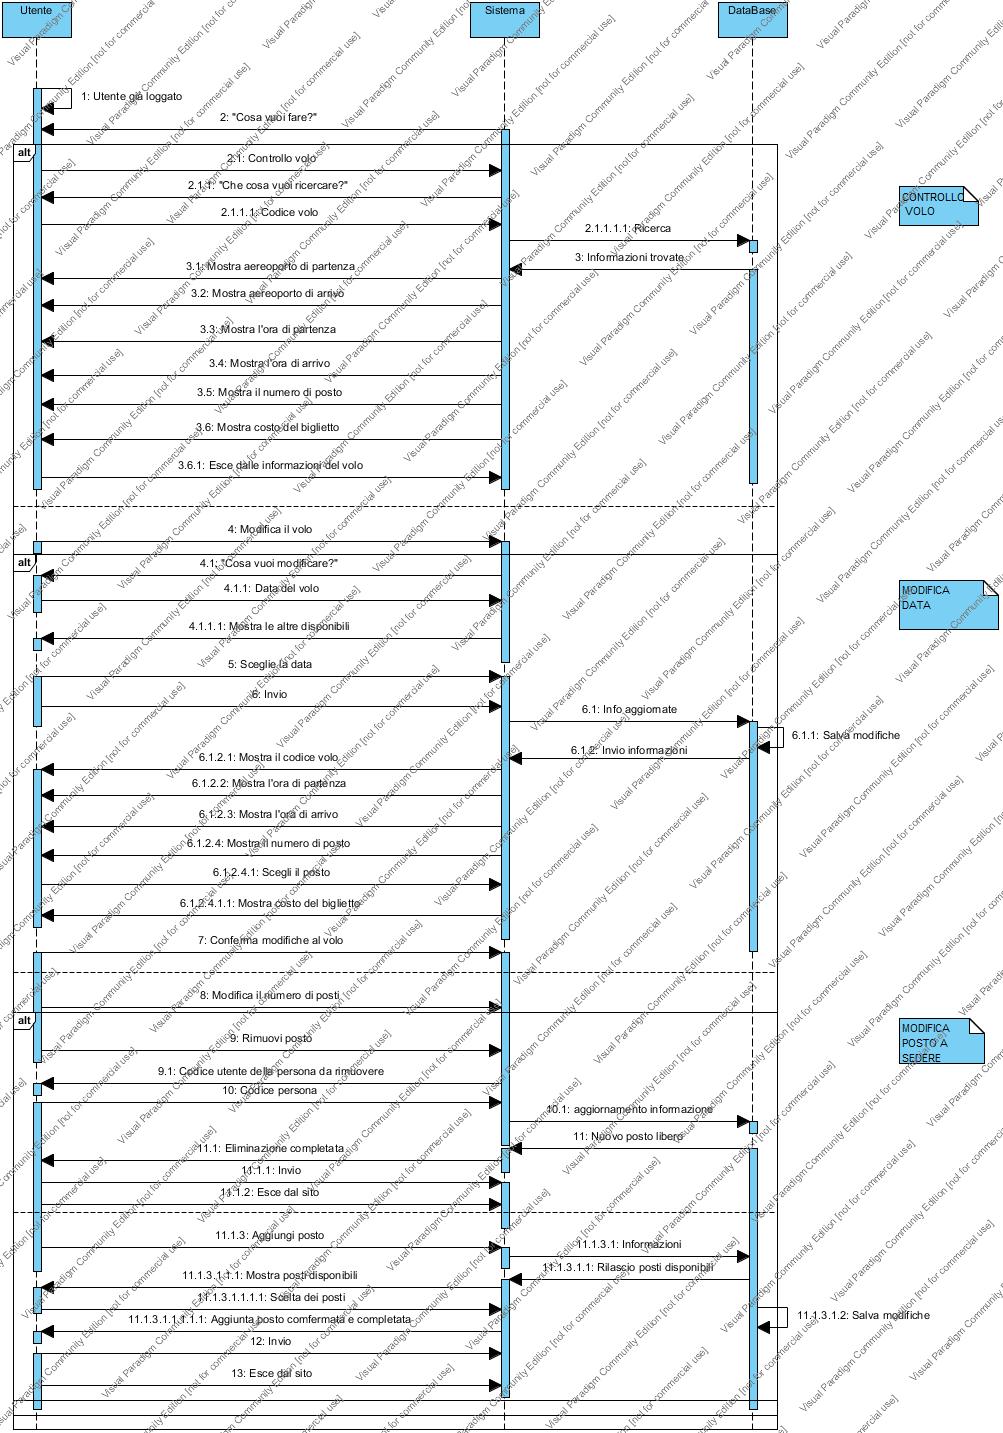 Utente
Sistema
DataBase
1: Utente già loggato
2: "Cosa vuoi fare?"
alt
2.1: Controllo volo
2.1.1: "Che cosa vuoi ricercare?"
CONTROLLO
VOLO
2.1.1.1: Codice volo
2.1.1.1.1: Ricerca
3: Informazioni trovate
3.1: Mostra aereoporto di partenza
3.2: Mostra aereoporto di arrivo
3.3: Mostra l'ora di partenza
3.4: Mostra l'ora di arrivo
3.5: Mostra il numero di posto
3.6: Mostra costo del biglietto
3.6.1: Esce dalle informazioni del volo
4: Modifica il volo
alt
4.1: "Cosa vuoi modificare?"
4.1.1: Data del volo
MODIFICA
DATA
4.1.1.1: Mostra le altre disponibili
5: Sceglie la data
6: Invio
6.1: Info aggiornate
6.1.1: Salva modifiche
6.1.2: Invio informazioni
6.1.2.1: Mostra il codice volo
6.1.2.2: Mostra l'ora di partenza
6.1.2.3: Mostra l'ora di arrivo
6.1.2.4: Mostra il numero di posto
6.1.2.4.1: Scegli il posto
6.1.2.4.1.1: Mostra costo del biglietto
7: Conferma modifiche al volo
8: Modifica il numero di posti
alt
MODIFICA
POSTO A
SEDERE
9: Rimuovi posto
9.1: Codice utente della persona da rimuovere
10: Codice persona
10.1: aggiornamento informazione
11: Nuovo posto libero
11.1: Eliminazione completata
11.1.1: Invio
11.1.2: Esce dal sito
11.1.3: Aggiungi posto
11.1.3.1: Informazioni
11.1.3.1.1: Rilascio posti disponibili
11.1.3.1.1.1: Mostra posti disponibili
11.1.3.1.1.1.1: Scelta dei posti
11.1.3.1.2: Salva modifiche
11.1.3.1.1.1.1.1: Aggiunta posto comfermata e completata
12: Invio
13: Esce dal sito
Visual Paradigm Community Edition [not for commercial use]